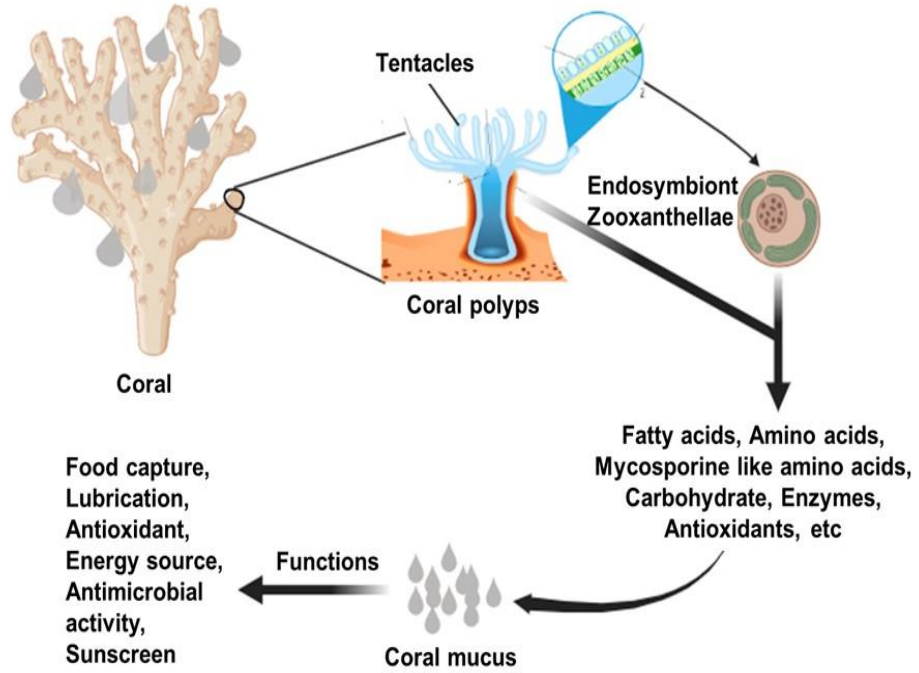 Tentacles
Endosymbiont
Zooxanthellae
Coral polyps
Coral
Fatty acids, Amino acids,
Mycosporine like amino acids,
Carbohydrate, Enzymes,
Antioxidants, etc
Food capture,
Lubrication,
Antioxidant,
Energy source,
Antimicrobial
activity,
Sunscreen
Functions
Coral mucus